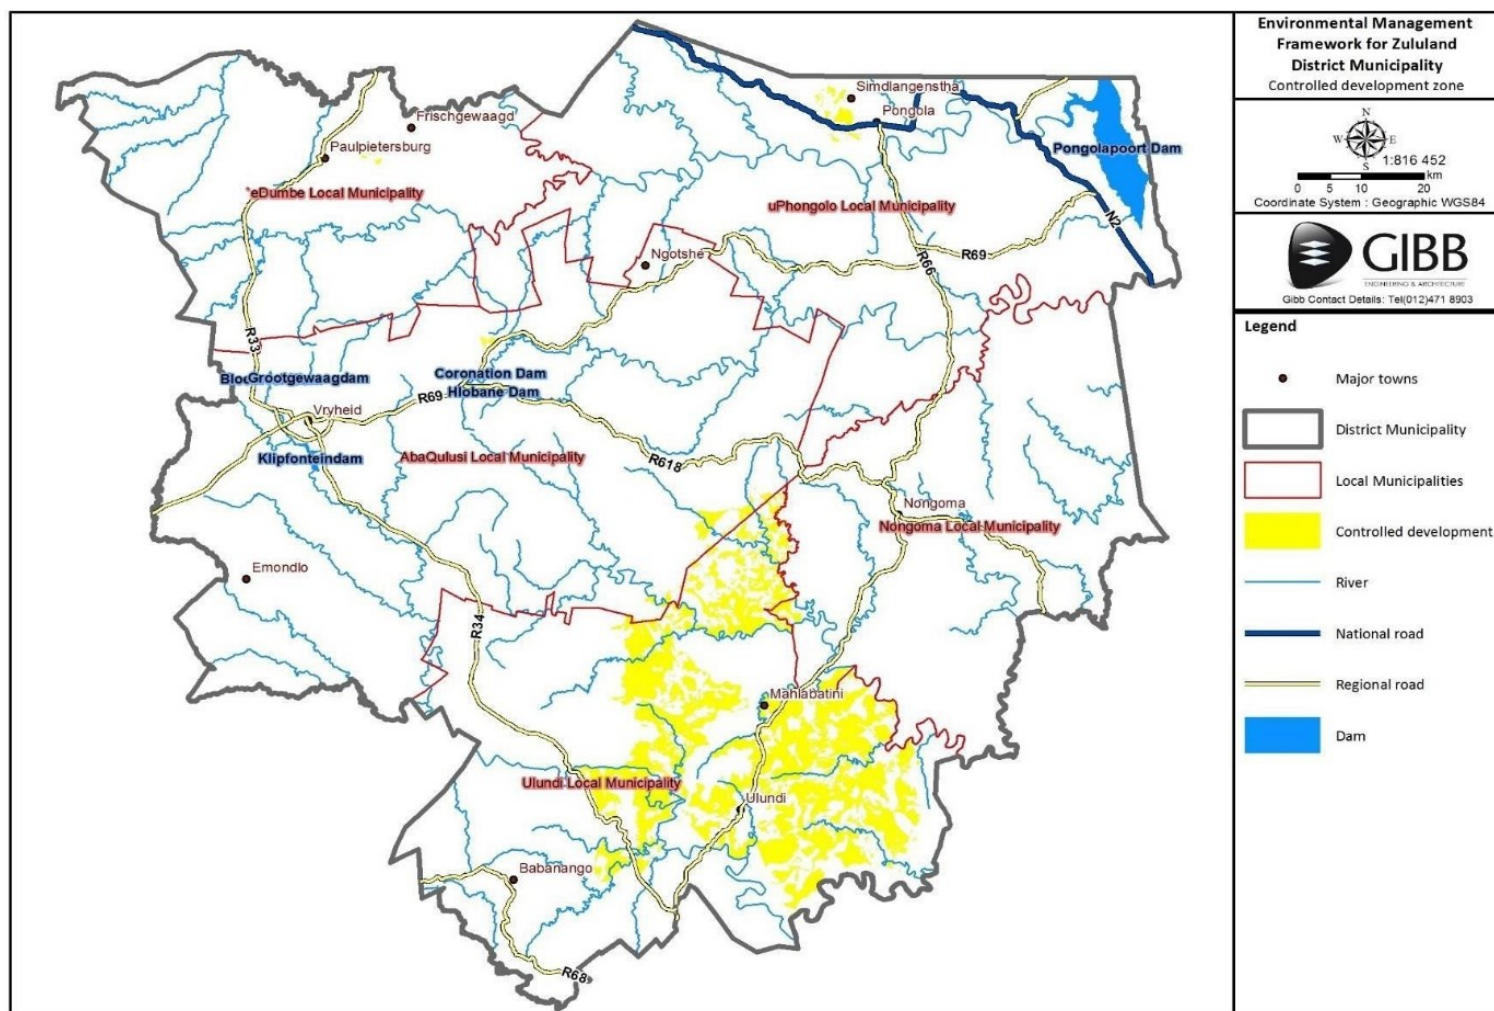 Environmental Management
Framework for Zululand
District Municipality
Controlled development zone
N
W E
S
1:816 452
km
0 5 10 20
Coordinate System : Geographic WGS84
GIBB
ENGINEERING & ARCHITECTURE
Gibb Contact Details: Tel(012)471 8903
Legend
Major towns
District Municipality
Local Municipalities
Controlled development
River
National road
Regional road
Dam
Simdlangenstha
Frischgewaagd
Pongola
Paulpietersburg
Pongolapoort Dam
eDumbe Local Municipality
uPhongolo Local Municipality
N2
Ngotshe
R69
R66
R33
Coronation Dam
Grootgewaagdam
Hlobane Dam
R69
Vryheid
Klipfonteindam
AbaQulusi Local Municipality
R618
Nongoma
Nongoma Local Municipality
Emondlo
R34
Mahlabatini
Ulundi Local Municipality
Ulundi
Babanango
R68